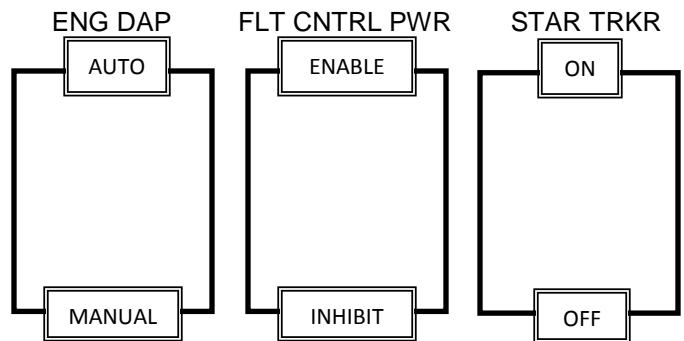 ENG DAP FLT CNTRL PWR STAR TRKR
AUTO ENABLE ON
MANUAL INHIBIT OFF